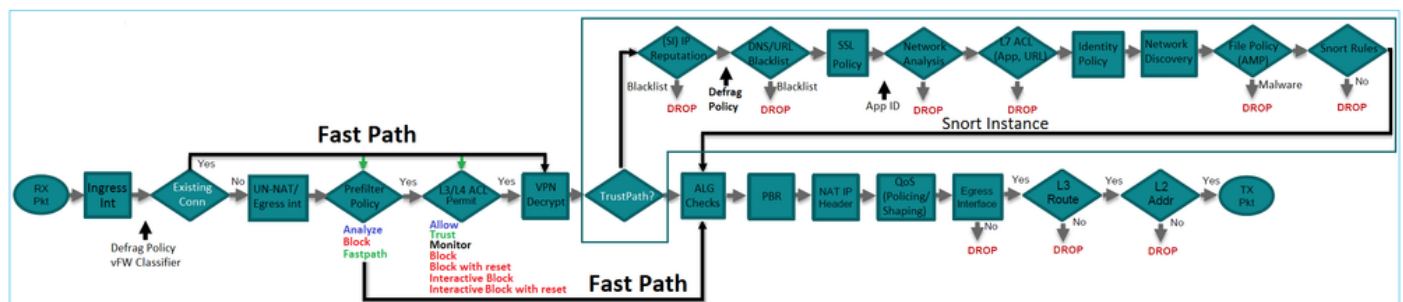 (SI) IP
Reputation
DNS/URL
Blacklist
SSL
Policy
Network
Analysis
L7 ACL
(App, URL)
Identity
Policy
Network
Discovery
File Policy
(AMP)
Snort Rules
Blacklist
Defrag
Policy
Blacklist
App ID
Malware
No
DROP
DROP
DROP
DROP
DROP
DROP
Snort Instance
Fast Path
Yes
RX
Pkt
Ingress
Int
Existing
Conn
No
UN-NAT/
Egress int
Prefilter
Policy
Yes
L3/L4 ACL
Permit
Yes
VPN
Decrypt
TrustPath?
ALG
Checks
PBR
NAT IP
Header
QoS
(Policing/
Shaping)
Egress
Interface
Yes
L3
Route
Yes
L2
Addr
Yes
TX
Pkt
No
DROP
No
DROP
No
DROP
Defrag Policy
vFW Classifier
Analyze
Block
Fastpath
Allow
Trust
Monitor
Block
Block with reset
Interactive Block
Interactive Block with reset
Fast Path